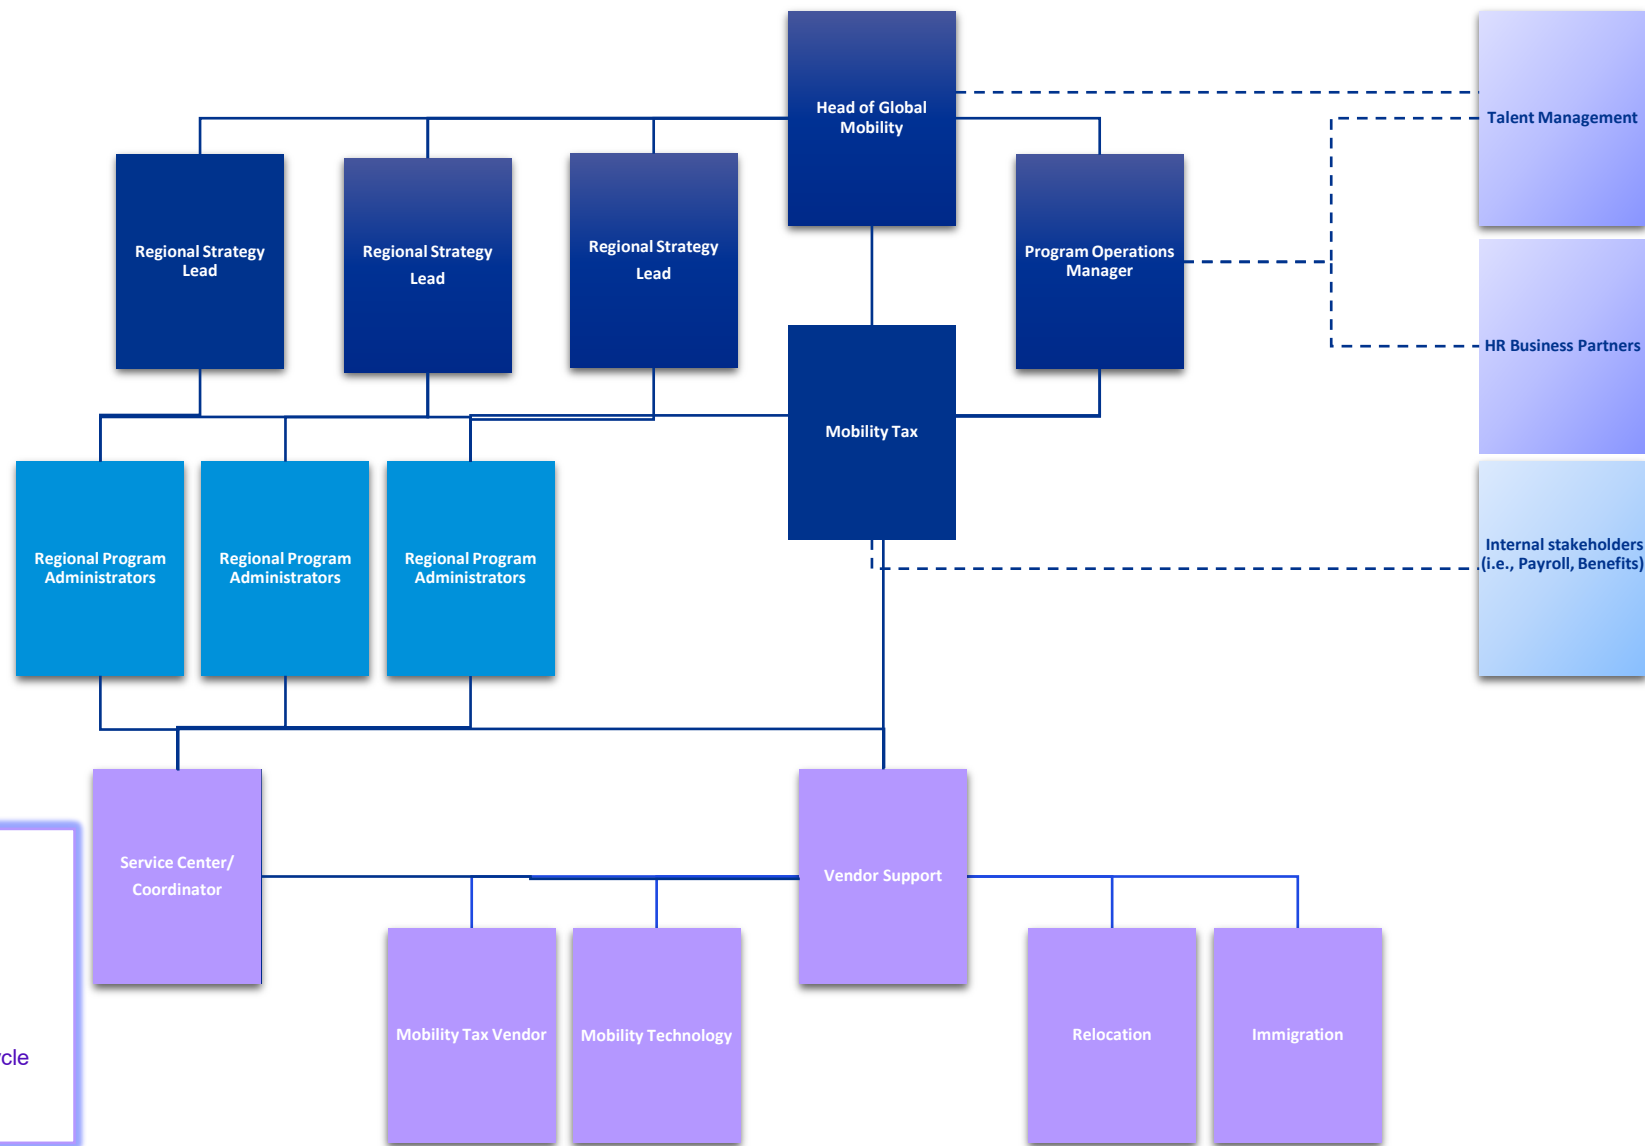 Head of Global
Mobility
Talent Management
Regional Strategy
Lead
Regional Strategy
Lead
Regional Strategy
Lead
Program Operations
Manager
HR Business Partners
Mobility Tax
Regional Program
Administrators
Regional Program
Administrators
Regional Program
Administrators
Internal stakeholders
(i.e., Payroll, Benefits)
Service Center/
Coordinator
Vendor Support
Mobility Tax Vendor
Mobility Technology
Relocation
Immigration